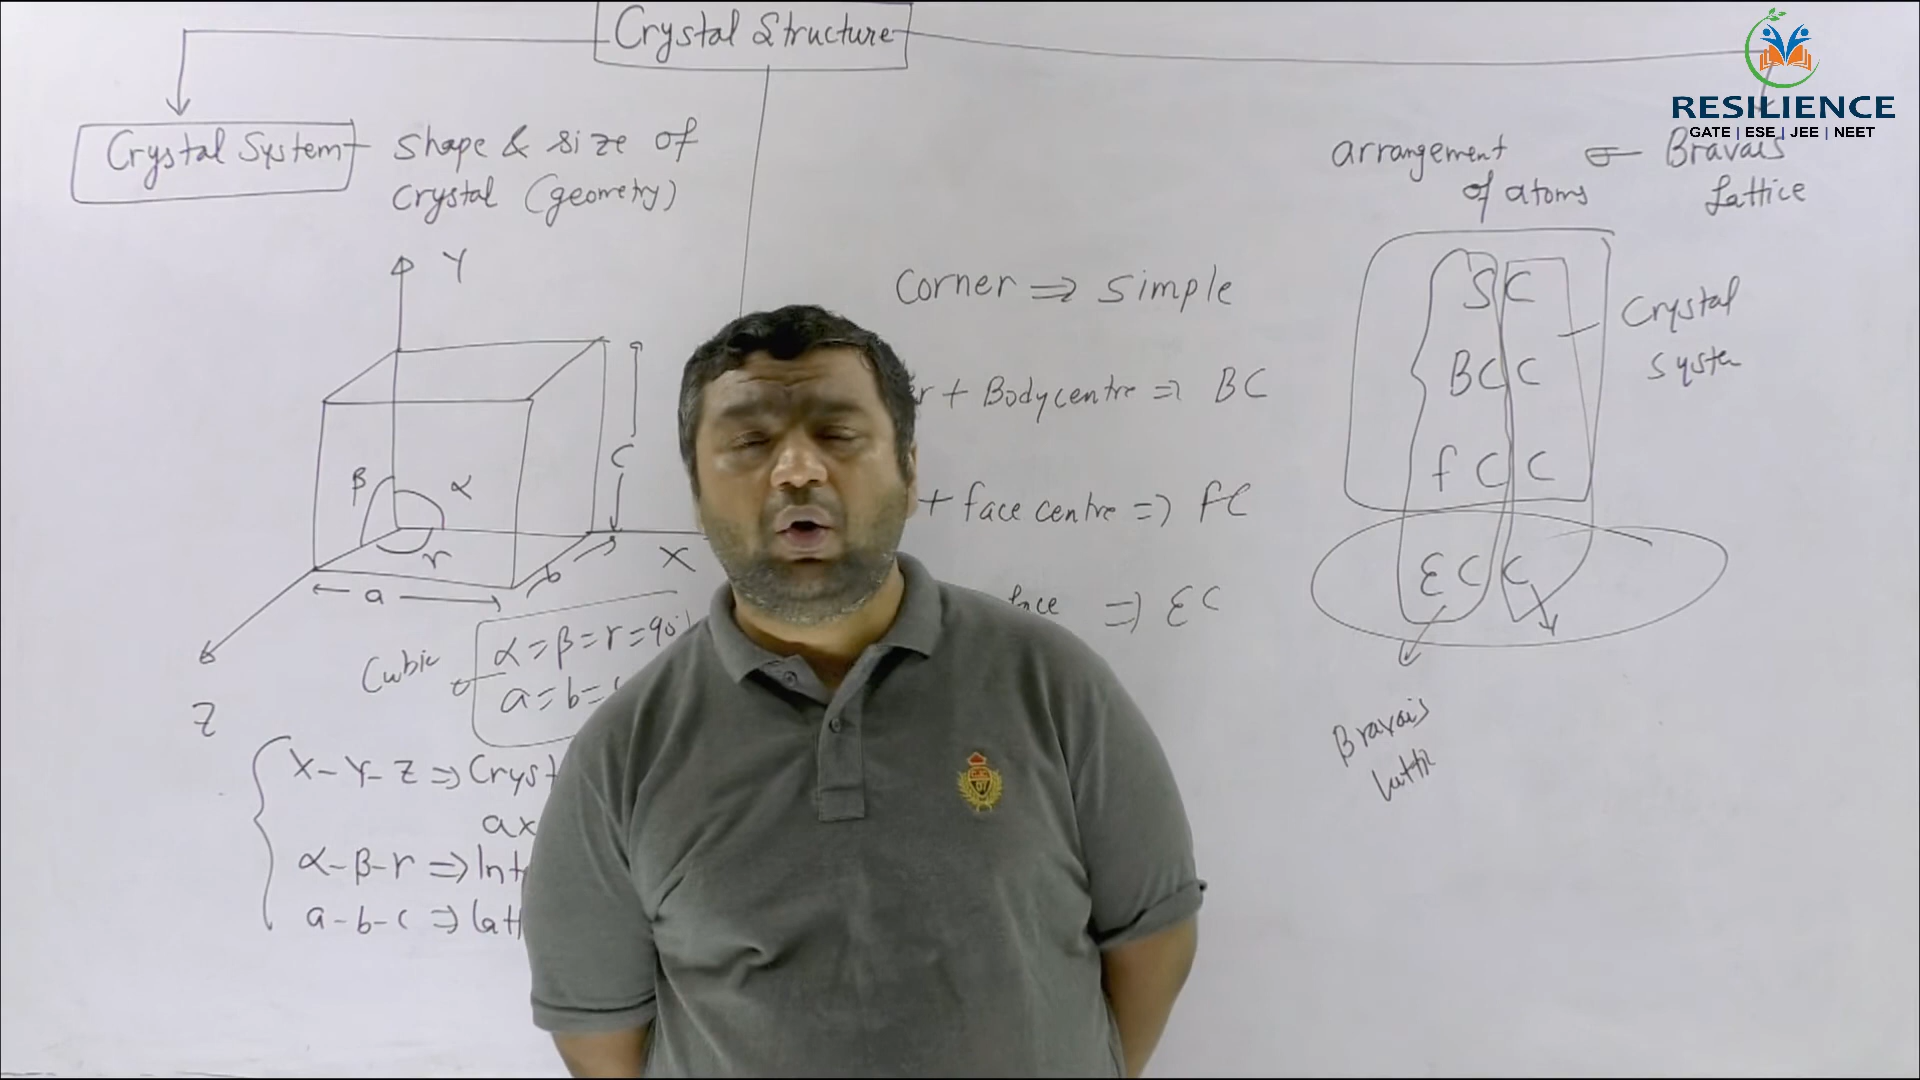 Crystal Structure
RESILIENCE
GATE | ESE | JEE | NEET
Crystal System
Shape & size of
Crystal (geometry)
arrangement
of atoms
Bravais
Lattice
Y
β
α
r
a
b
c
X
Z
Cubic
α=β=r=90°
a=b=
X-Y-Z ⇒ Cryst
ax
α-β-r ⇒ Int
a-b-c ⇒ Latt
Corner ⇒ Simple
r + Bodycentre ⇒ BC
+ face centre ⇒ FC
face ⇒ EC
SC
BCC
FCC
ECC
Crystal
Syste
Bravais